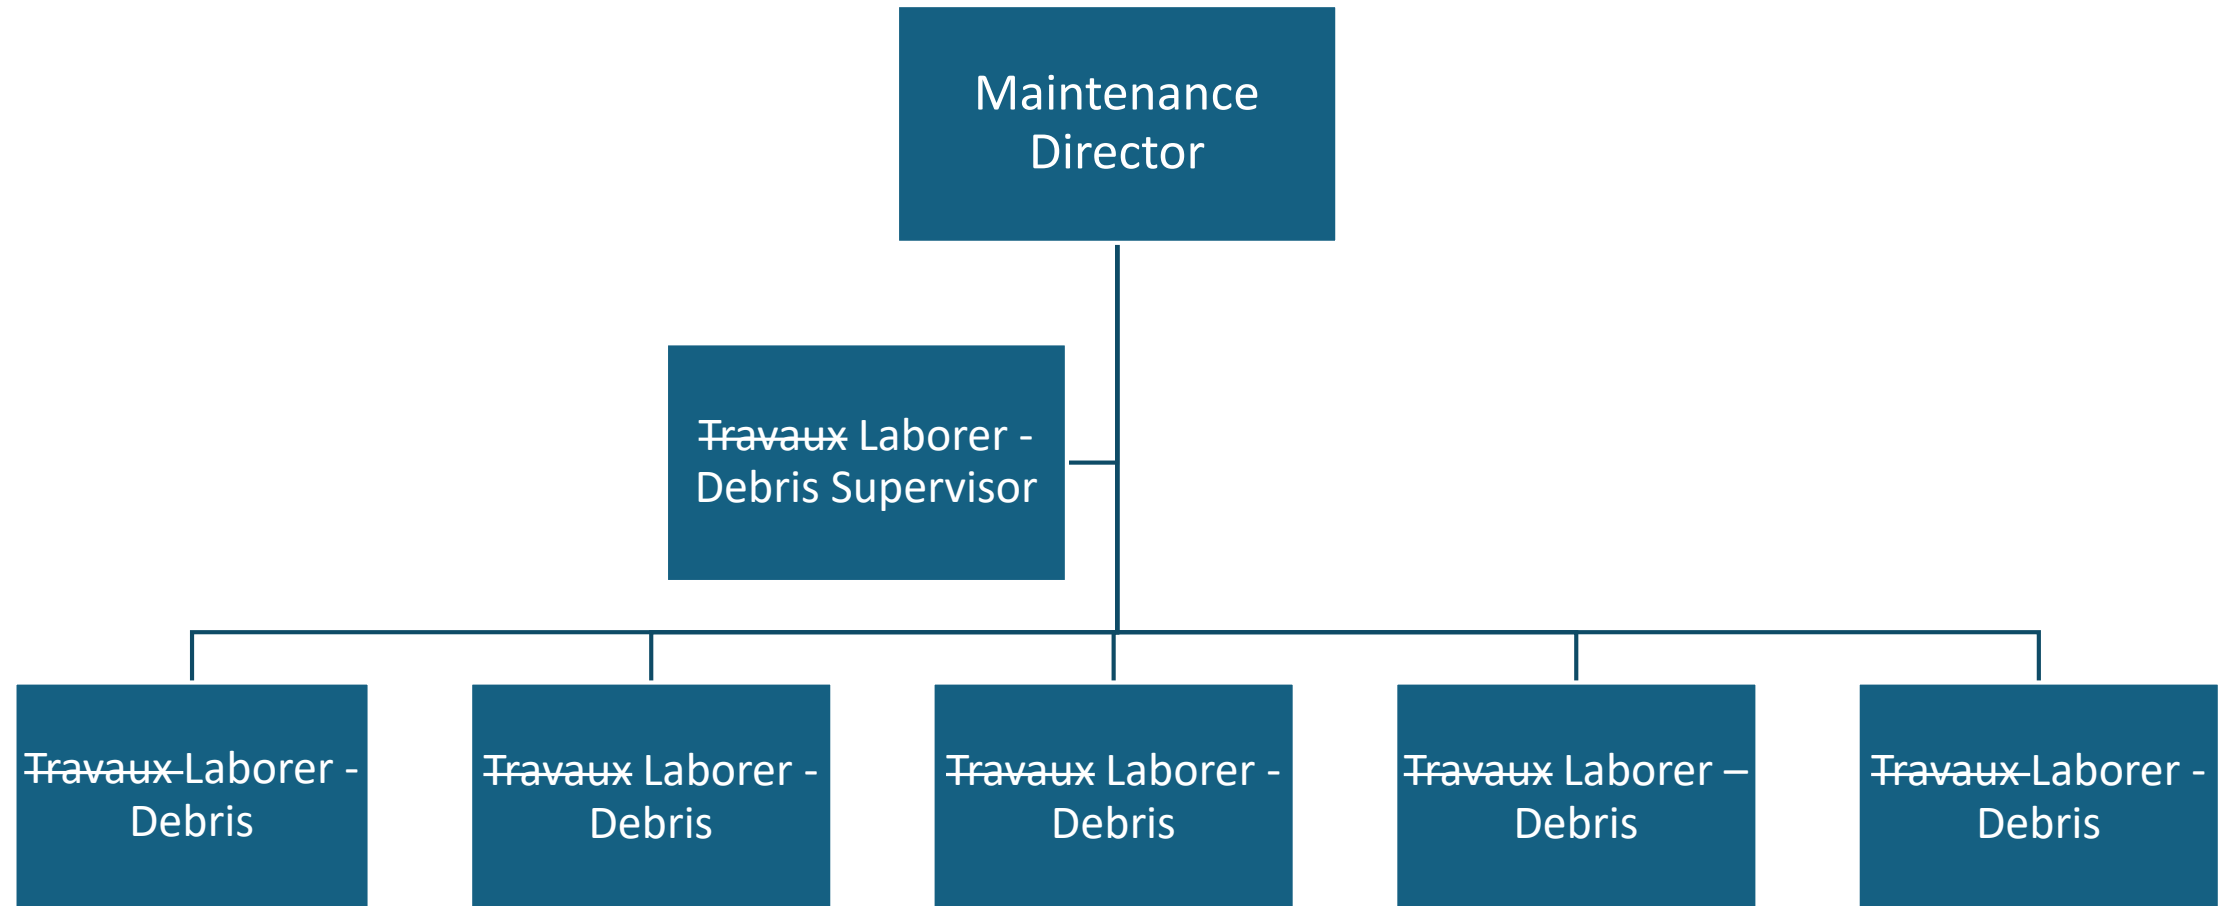 Maintenance
Director
Travaux Laborer -
Debris Supervisor
Travaux Laborer -
Debris
Travaux Laborer -
Debris
Travaux Laborer -
Debris
Travaux Laborer –
Debris
Travaux Laborer -
Debris